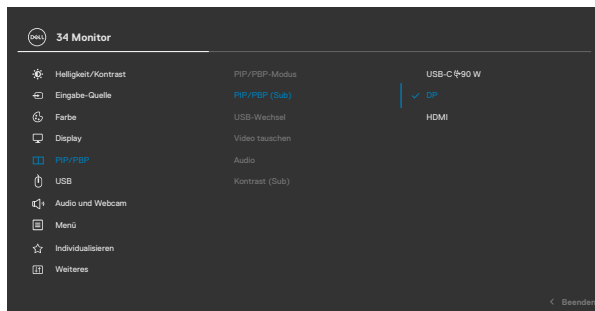 DELL 34 Monitor
Helligkeit/Kontrast PIP/PBP-Modus USB-C 90 W
Eingabe-Quelle PIP/PBP (Sub) DP
Farbe USB-Wechsel HDMI
Display Video tauschen
PIP/PBP Audio
USB Kontrast (Sub)
Audio und Webcam
Menü
Individualisieren
Weiteres
Beenden